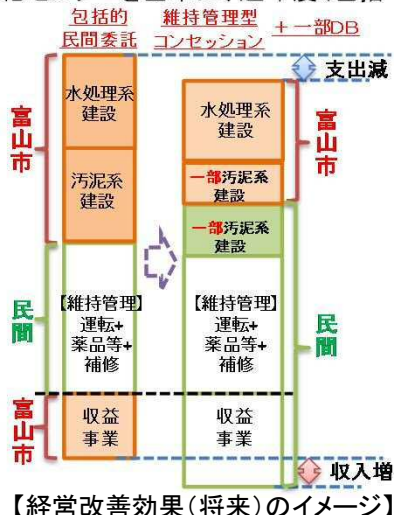 包括的
民間委託
維持管理型
コンセッション
+一部DB
支出減
富山市
水処理系
建設
汚泥系
建設
民間
【維持管理】
運転+
薬品等+
補修
富山市
収益
事業
水処理系
建設
一部汚泥系
建設
富山市
一部汚泥系
建設
【維持管理】
運転+
薬品等+
補修
民間
収益
事業
収入増
【経営改善効果(将来)のイメージ】